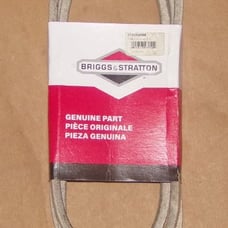 BRIGGS&STRATTON
GENUINE PART
PIÈCE ORIGINALE
PIEZA GENUINA